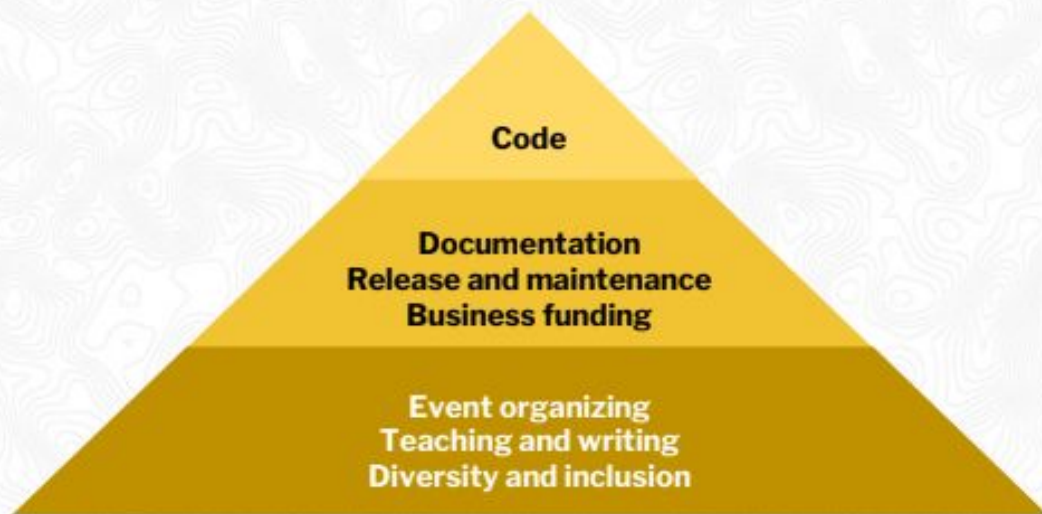 Code
Documentation
Release and maintenance
Business funding
Event organizing
Teaching and writing
Diversity and inclusion